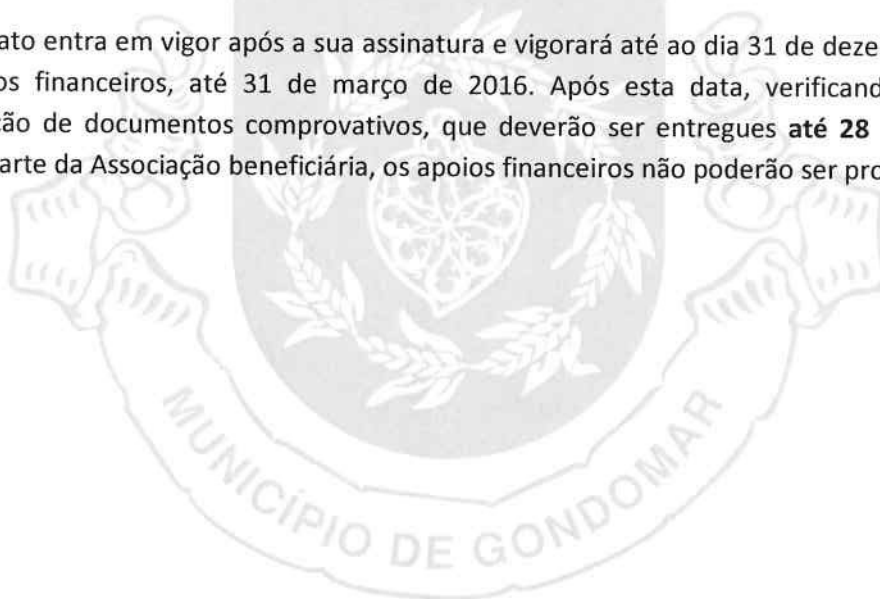 ato entra em vigor após a sua assinatura e vigorará até ao dia 31 de deze
os financeiros, até 31 de março de 2016. Após esta data, verificand
ção de documentos comprovativos, que deverão ser entregues até 28
arte da Associação beneficiária, os apoios financeiros não poderão ser pro
MUNICÍPIO DE GONDOMAR